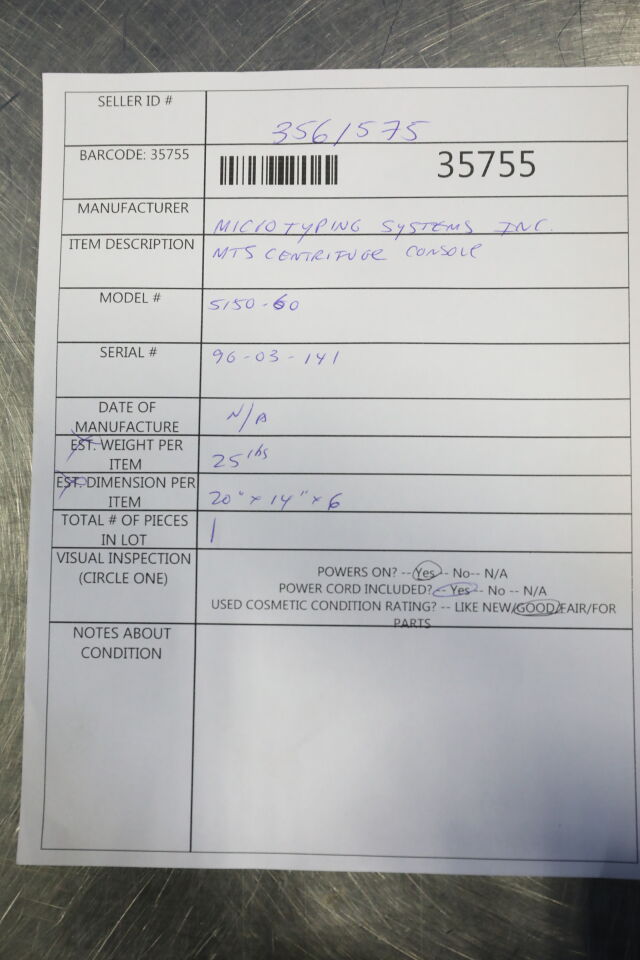 SELLER ID #
3561575
BARCODE: 35755
35755
MANUFACTURER
MICRO TYPING SYSTEMS INC.
ITEM DESCRIPTION
MTS CENTRIFUGE CONSOLE
MODEL #
5150-60
SERIAL #
96-03-141
DATE OF
MANUFACTURE
N/A
EST. WEIGHT PER
ITEM
25 lbs
EST. DIMENSION PER
ITEM
20" x 14" x 6
TOTAL # OF PIECES
IN LOT
1
VISUAL INSPECTION
(CIRCLE ONE)
POWERS ON? -- Yes -- No-- N/A
POWER CORD INCLUDED? -- Yes -- No -- N/A
USED COSMETIC CONDITION RATING? -- LIKE NEW/GOOD/FAIR/FOR
PARTS
NOTES ABOUT
CONDITION